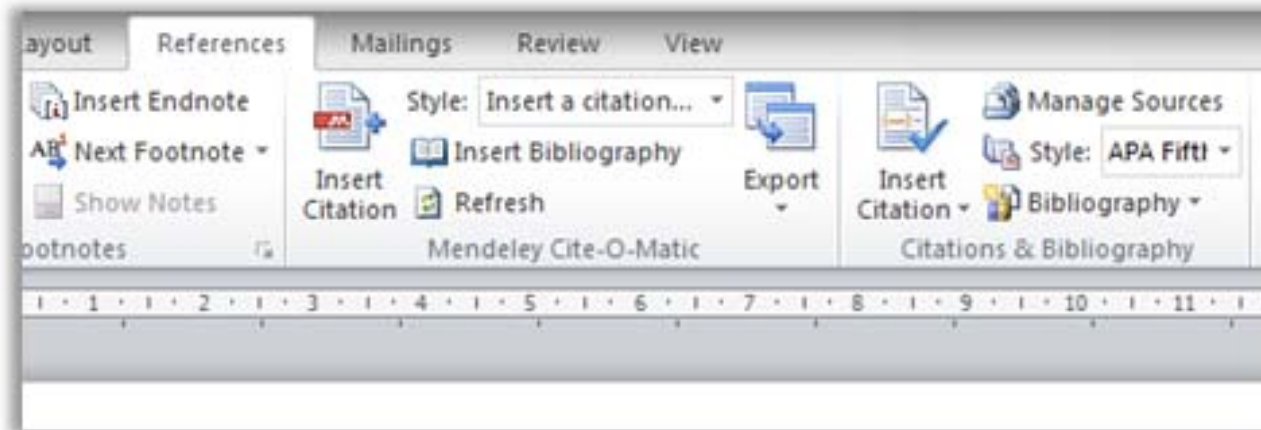 ayout References Mailings Review View
Insert Endnote
AB¹ Next Footnote
Show Notes
ootnotes
Insert Citation
Style: Insert a citation...
Insert Bibliography
Refresh
Export
Mendeley Cite-O-Matic
Insert Citation
Manage Sources
Style: APA Fifth
Bibliography
Citations & Bibliography
1 2 3 4 5 6 7 8 9 10 11